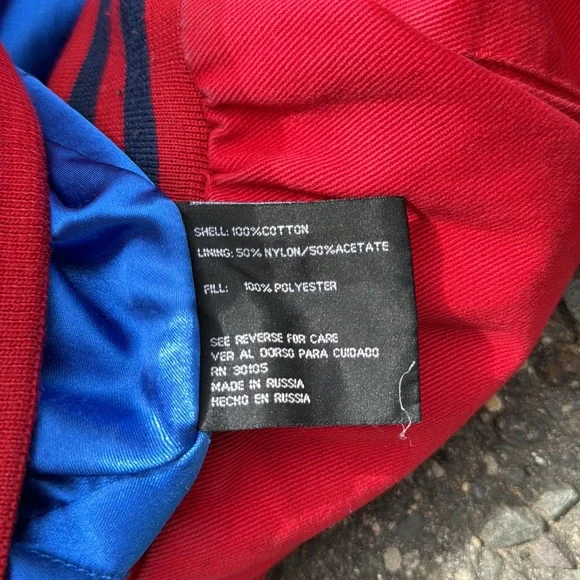 SHELL: 100%COTTON
LINING: 50% NYLON/50%ACETATE
FILL: 100% POLYESTER
SEE REVERSE FOR CARE
VER AL DORSO PARA CUIDADO
RN 30105
MADE IN RUSSIA
HECHO EN RUSSIA